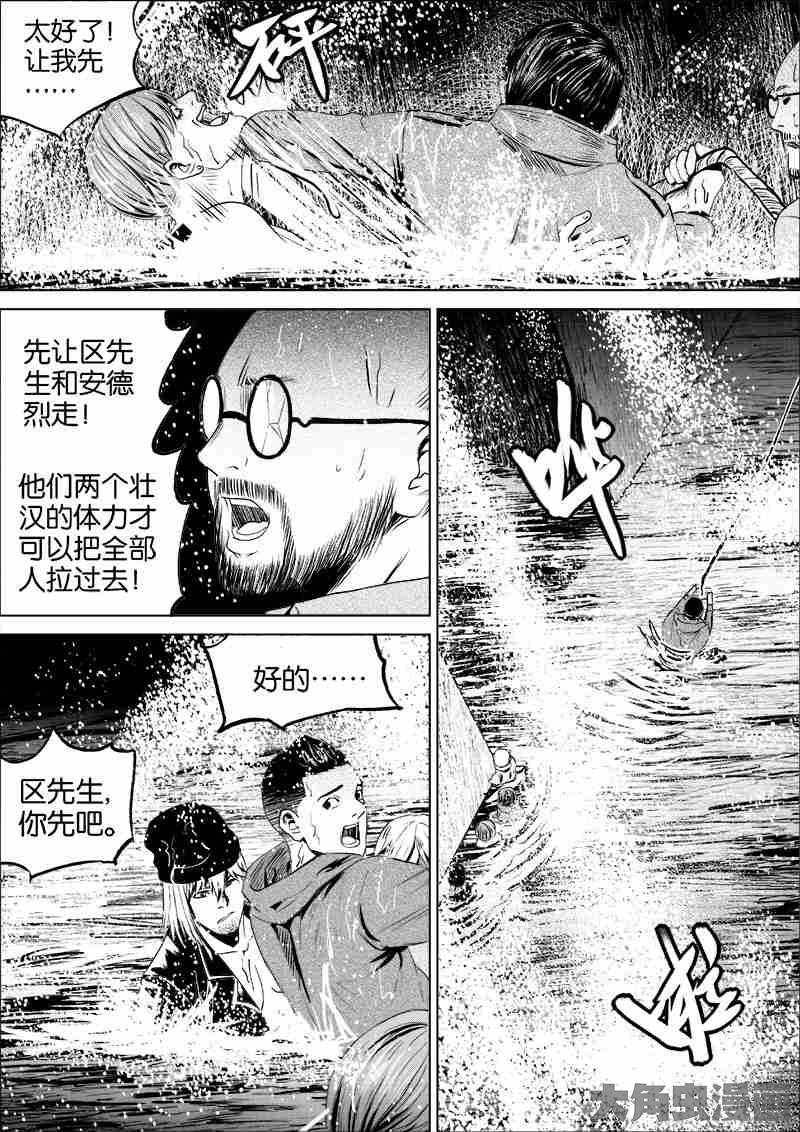 太好了！
让我先
……
砰
先让区先
生和安德
烈走！
他们两个壮
汉的体力才
可以把全部
人拉过去！
哗
好的……
区先生，
你先吧。
啦
大角虫漫画